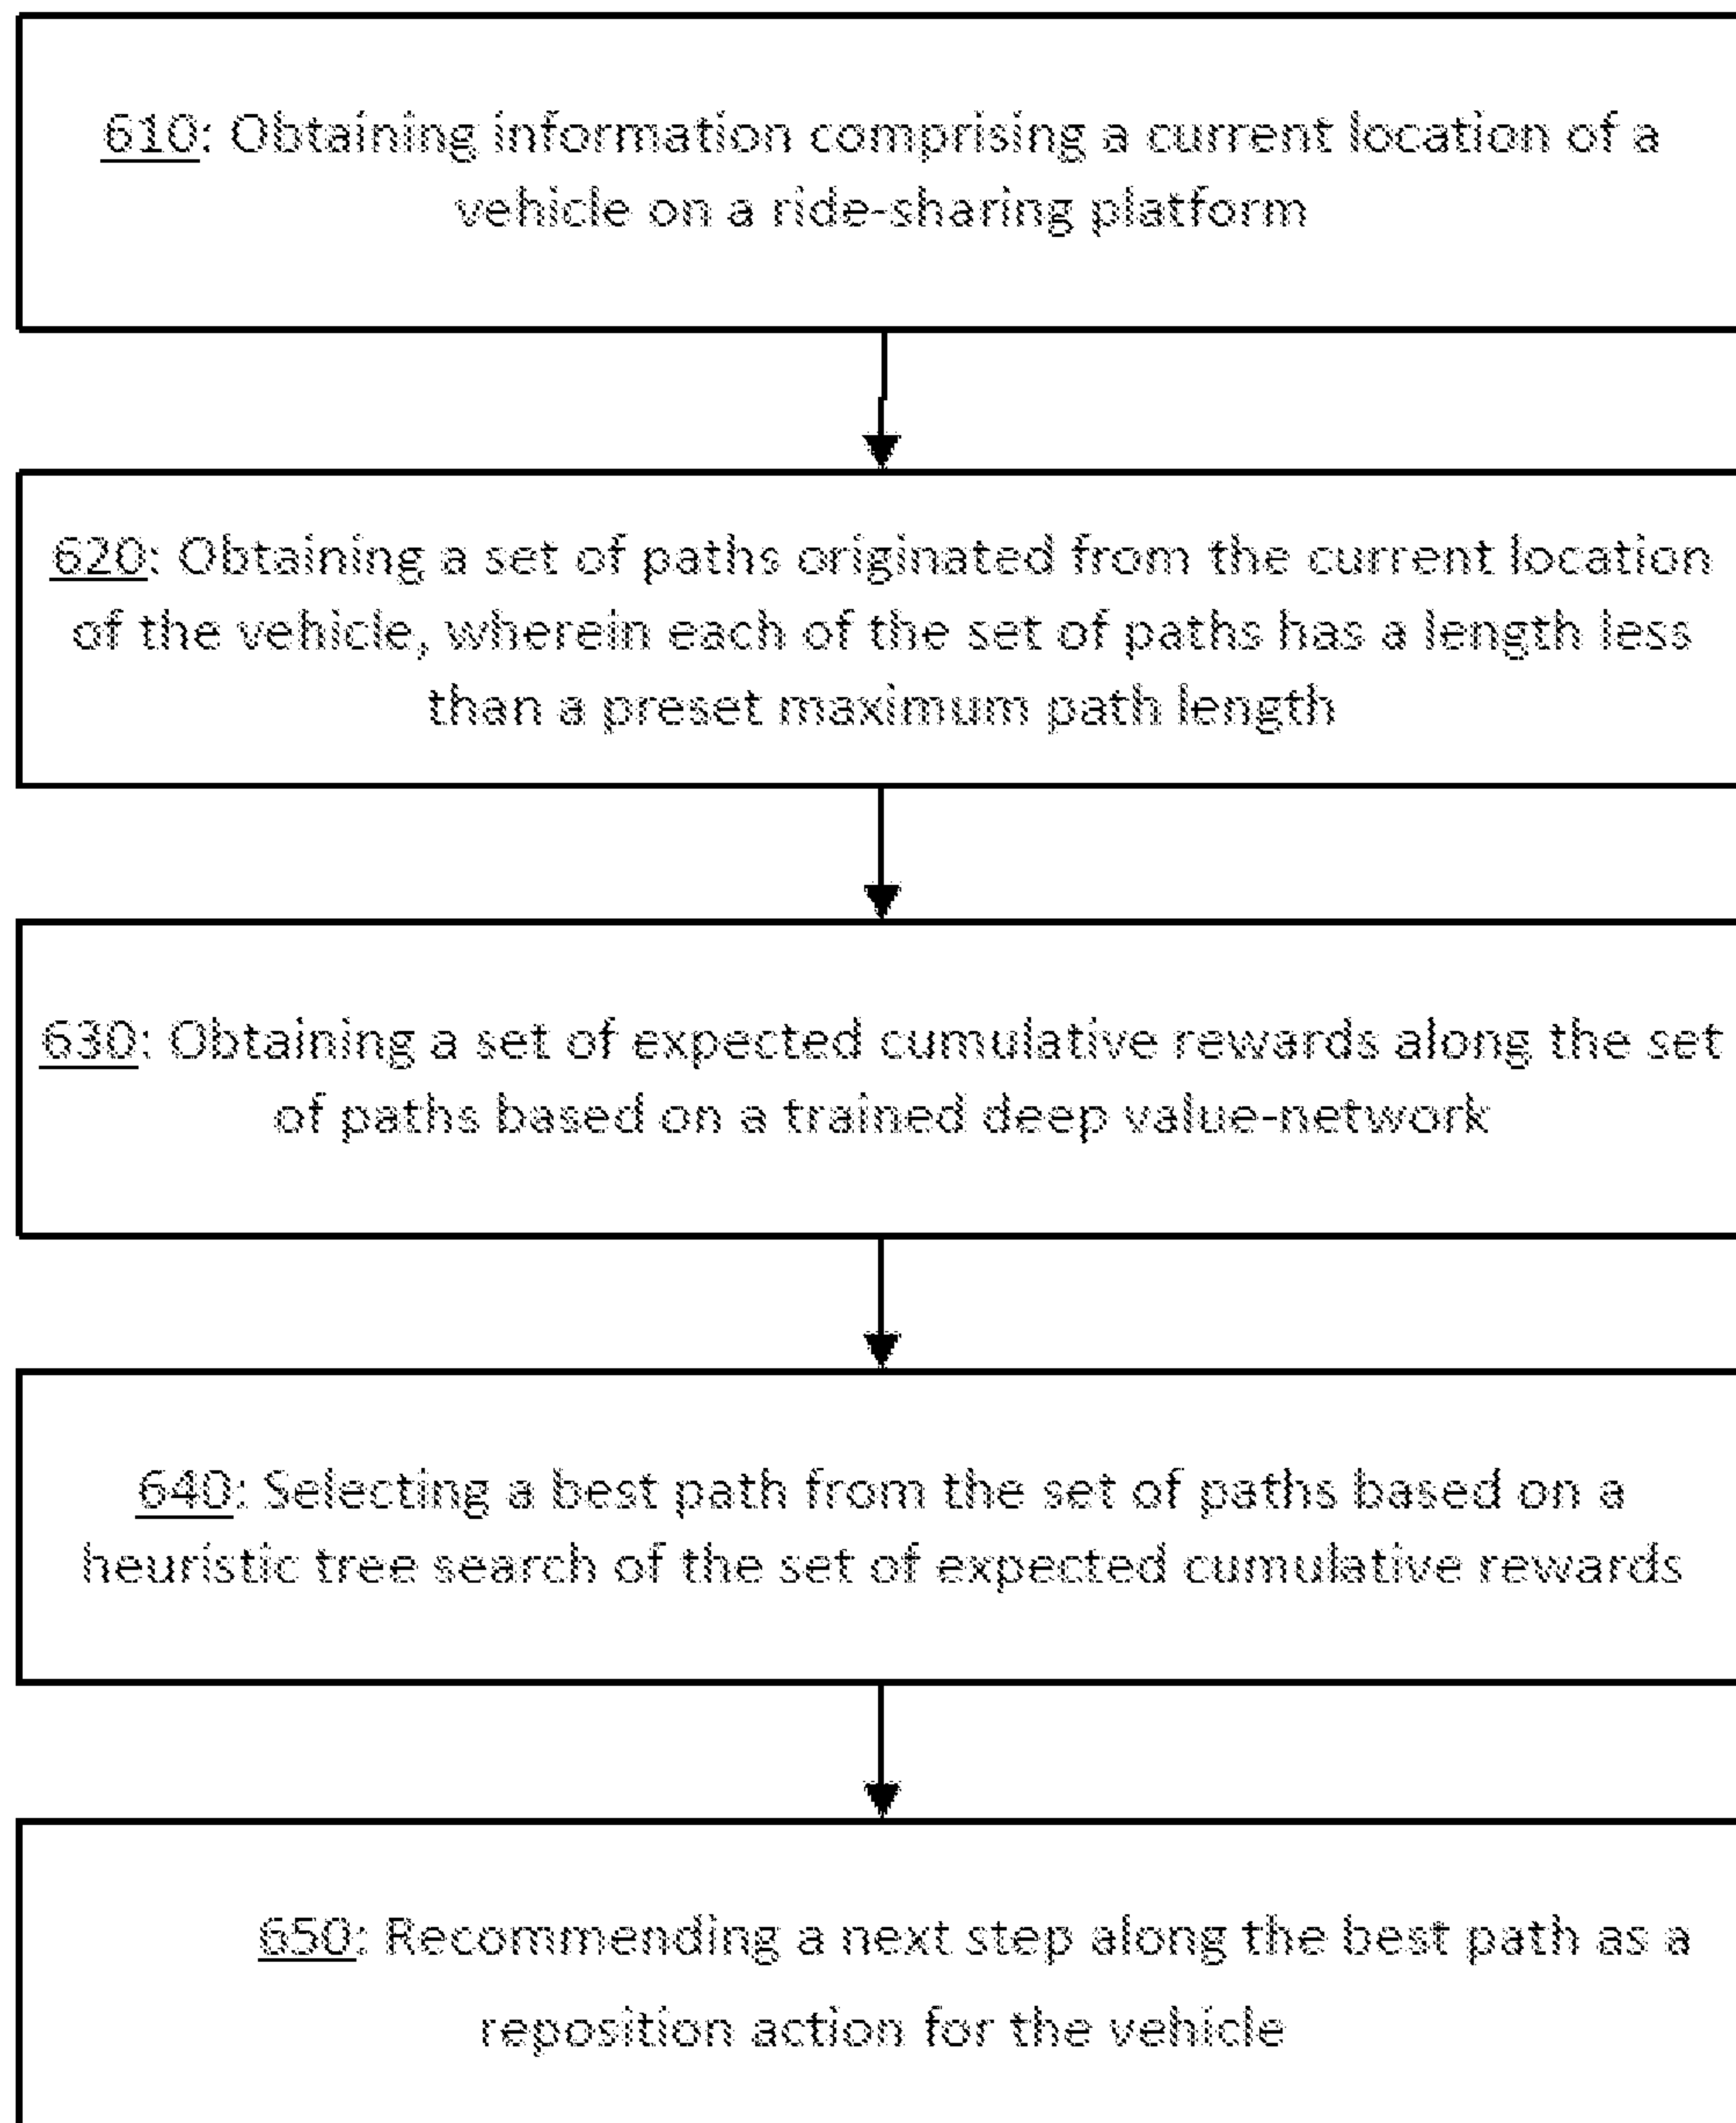 610: Obtaining information comprising a current location of a
vehicle on a ride-sharing platform
620: Obtaining a set of paths originated from the current location
of the vehicle, wherein each of the set of paths has a length less
than a preset maximum path length
630: Obtaining a set of expected cumulative rewards along the set
of paths based on a trained deep value-network
640: Selecting a best path from the set of paths based on a
heuristic tree search of the set of expected cumulative rewards
650: Recommending a next step along the best path as a
reposition action for the vehicle